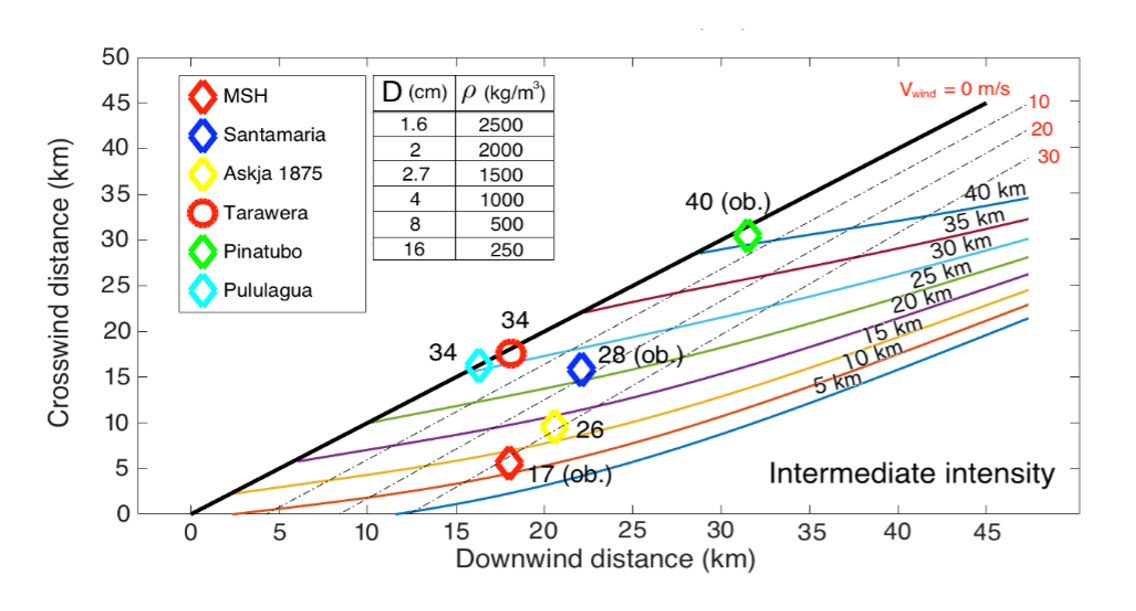 50
45
40
35
30
25
20
15
10
5
0
Crosswind distance (km)
MSH
Santamaria
Askja 1875
Tarawera
Pinatubo
Pululagua
D (cm) ρ (kg/m³)
1.6 2500
2 2000
2.7 1500
4 1000
8 500
16 250
Vwind = 0 m/s
10
20
30
40 (ob.)
34
34
28 (ob.)
26
17 (ob.)
40 km
35 km
30 km
25 km
20 km
15 km
10 km
5 km
Intermediate intensity
0 5 10 15 20 25 30 35 40 45
Downwind distance (km)